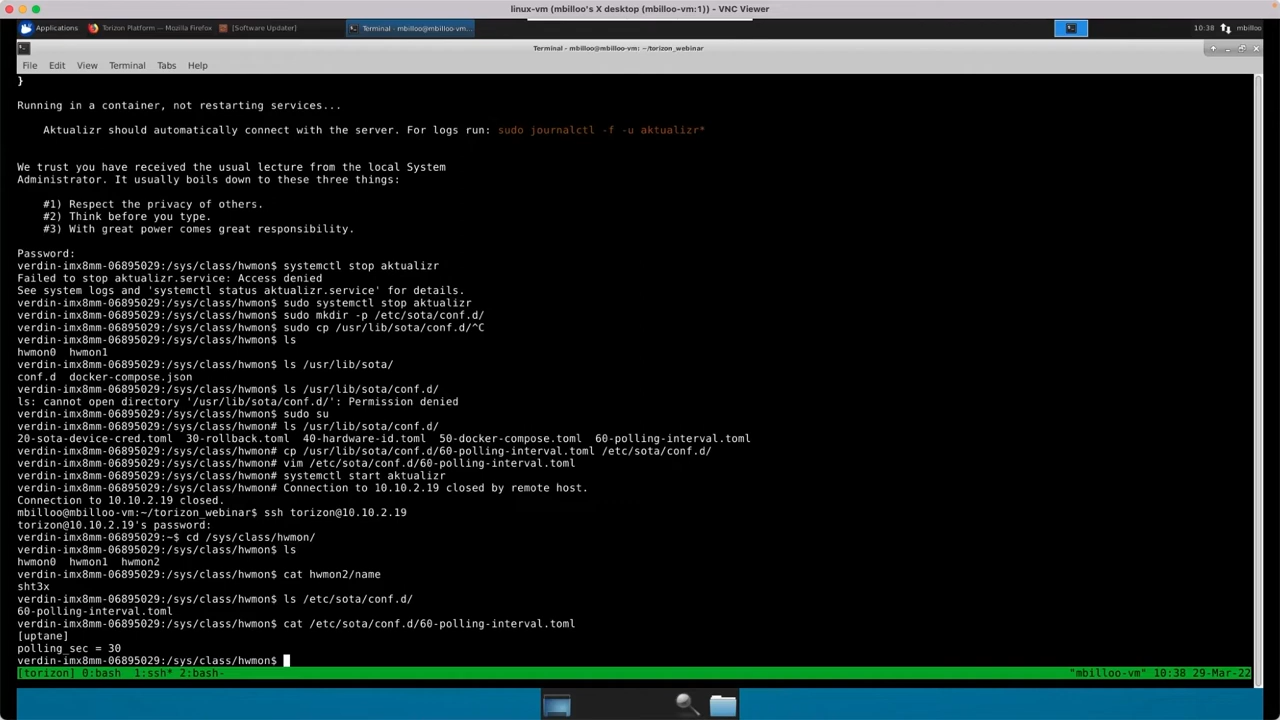 linux-vm (mbilloo's X desktop (mbilloo-vm:1)) - VNC Viewer
Applications Torizon Platform — Mozilla Firefox [Software Updater] Terminal - mbilloo@mbilloo-vm... 10:38 mbilloo
Terminal - mbilloo@mbilloo-vm: ~/torizon_webinar
File Edit View Terminal Tabs Help
}
Running in a container, not restarting services...
Aktualizr should automatically connect with the server. For logs run: sudo journalctl -f -u aktualizr*
We trust you have received the usual lecture from the local System
Administrator. It usually boils down to these three things:
#1) Respect the privacy of others.
#2) Think before you type.
#3) With great power comes great responsibility.
Password:
verdin-imx8mm-06895029:/sys/class/hwmon$ systemctl stop aktualizr
Failed to stop aktualizr.service: Access denied
See system logs and 'systemctl status aktualizr.service' for details.
verdin-imx8mm-06895029:/sys/class/hwmon$ sudo systemctl stop aktualizr
verdin-imx8mm-06895029:/sys/class/hwmon$ sudo mkdir -p /etc/sota/conf.d/
verdin-imx8mm-06895029:/sys/class/hwmon$ sudo cp /usr/lib/sota/conf.d/^C
verdin-imx8mm-06895029:/sys/class/hwmon$ ls
hwmon0 hwmon1
verdin-imx8mm-06895029:/sys/class/hwmon$ ls /usr/lib/sota/
conf.d docker-compose.json
verdin-imx8mm-06895029:/sys/class/hwmon$ ls /usr/lib/sota/conf.d/
ls: cannot open directory '/usr/lib/sota/conf.d/': Permission denied
verdin-imx8mm-06895029:/sys/class/hwmon$ sudo su
verdin-imx8mm-06895029:/sys/class/hwmon# ls /usr/lib/sota/conf.d/
20-sota-device-cred.toml 30-rollback.toml 40-hardware-id.toml 50-docker-compose.toml 60-polling-interval.toml
verdin-imx8mm-06895029:/sys/class/hwmon# cp /usr/lib/sota/conf.d/60-polling-interval.toml /etc/sota/conf.d/
verdin-imx8mm-06895029:/sys/class/hwmon# vim /etc/sota/conf.d/60-polling-interval.toml
verdin-imx8mm-06895029:/sys/class/hwmon# systemctl start aktualizr
verdin-imx8mm-06895029:/sys/class/hwmon# Connection to 10.10.2.19 closed by remote host.
Connection to 10.10.2.19 closed.
mbilloo@mbilloo-vm:~/torizon_webinar$ ssh torizon@10.10.2.19
torizon@10.10.2.19's password:
verdin-imx8mm-06895029:~$ cd /sys/class/hwmon/
verdin-imx8mm-06895029:/sys/class/hwmon$ ls
hwmon0 hwmon1 hwmon2
verdin-imx8mm-06895029:/sys/class/hwmon$ cat hwmon2/name
sht3x
verdin-imx8mm-06895029:/sys/class/hwmon$ ls /etc/sota/conf.d/
60-polling-interval.toml
verdin-imx8mm-06895029:/sys/class/hwmon$ cat /etc/sota/conf.d/60-polling-interval.toml
[uptane]
polling_sec = 30
verdin-imx8mm-06895029:/sys/class/hwmon$
[torizon] 0:bash 1:ssh* 2:bash- "mbilloo-vm" 10:38 29-Mar-22